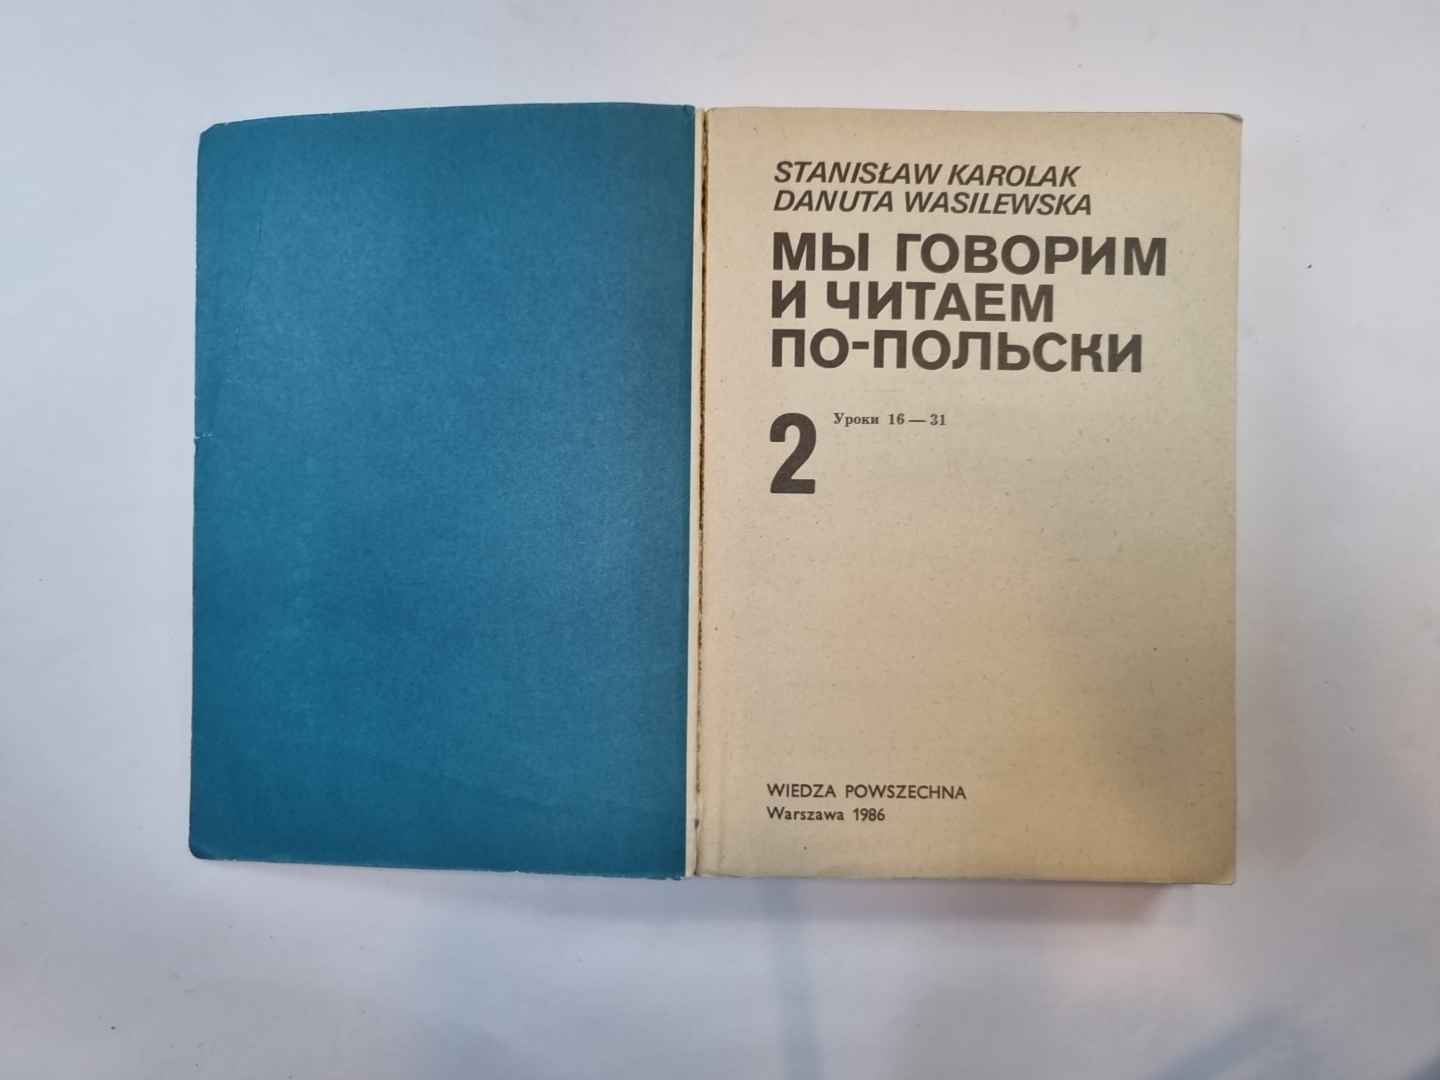 STANISŁAW KAROLAK
DANUTA WASILEWSKA
МЫ ГОВОРИМ
И ЧИТАЕМ
ПО-ПОЛЬСКИ
2 Уроки 16 — 31
WIEDZA POWSZECHNA
Warszawa 1986